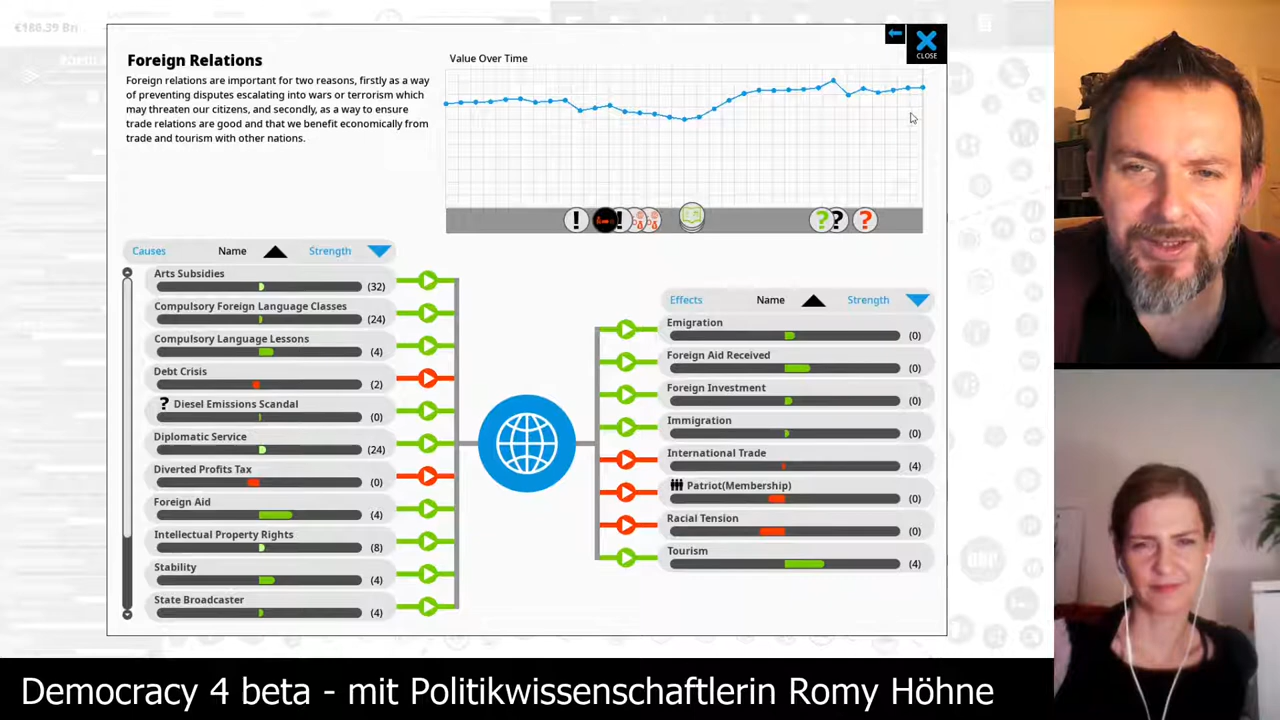 €186.39 Bn
CLOSE
Foreign Relations
Foreign relations are important for two reasons, firstly as a way
of preventing disputes escalating into wars or terrorism which
may threaten our citizens, and secondly, as a way to ensure
trade relations are good and that we benefit economically from
trade and tourism with other nations.
Value Over Time
! ! ? ? ?
Causes Name Strength
Arts Subsidies
(32)
Compulsory Foreign Language Classes
(24)
Compulsory Language Lessons
(4)
Debt Crisis
(2)
? Diesel Emissions Scandal
(0)
Diplomatic Service
(24)
Diverted Profits Tax
(0)
Foreign Aid
(4)
Intellectual Property Rights
(8)
Stability
(4)
State Broadcaster
(4)
Effects Name Strength
Emigration
(0)
Foreign Aid Received
(0)
Foreign Investment
(0)
Immigration
(0)
International Trade
(4)
Patriot(Membership)
(0)
Racial Tension
(0)
Tourism
(4)
GDP
Democracy 4 beta - mit Politikwissenschaftlerin Romy Höhne